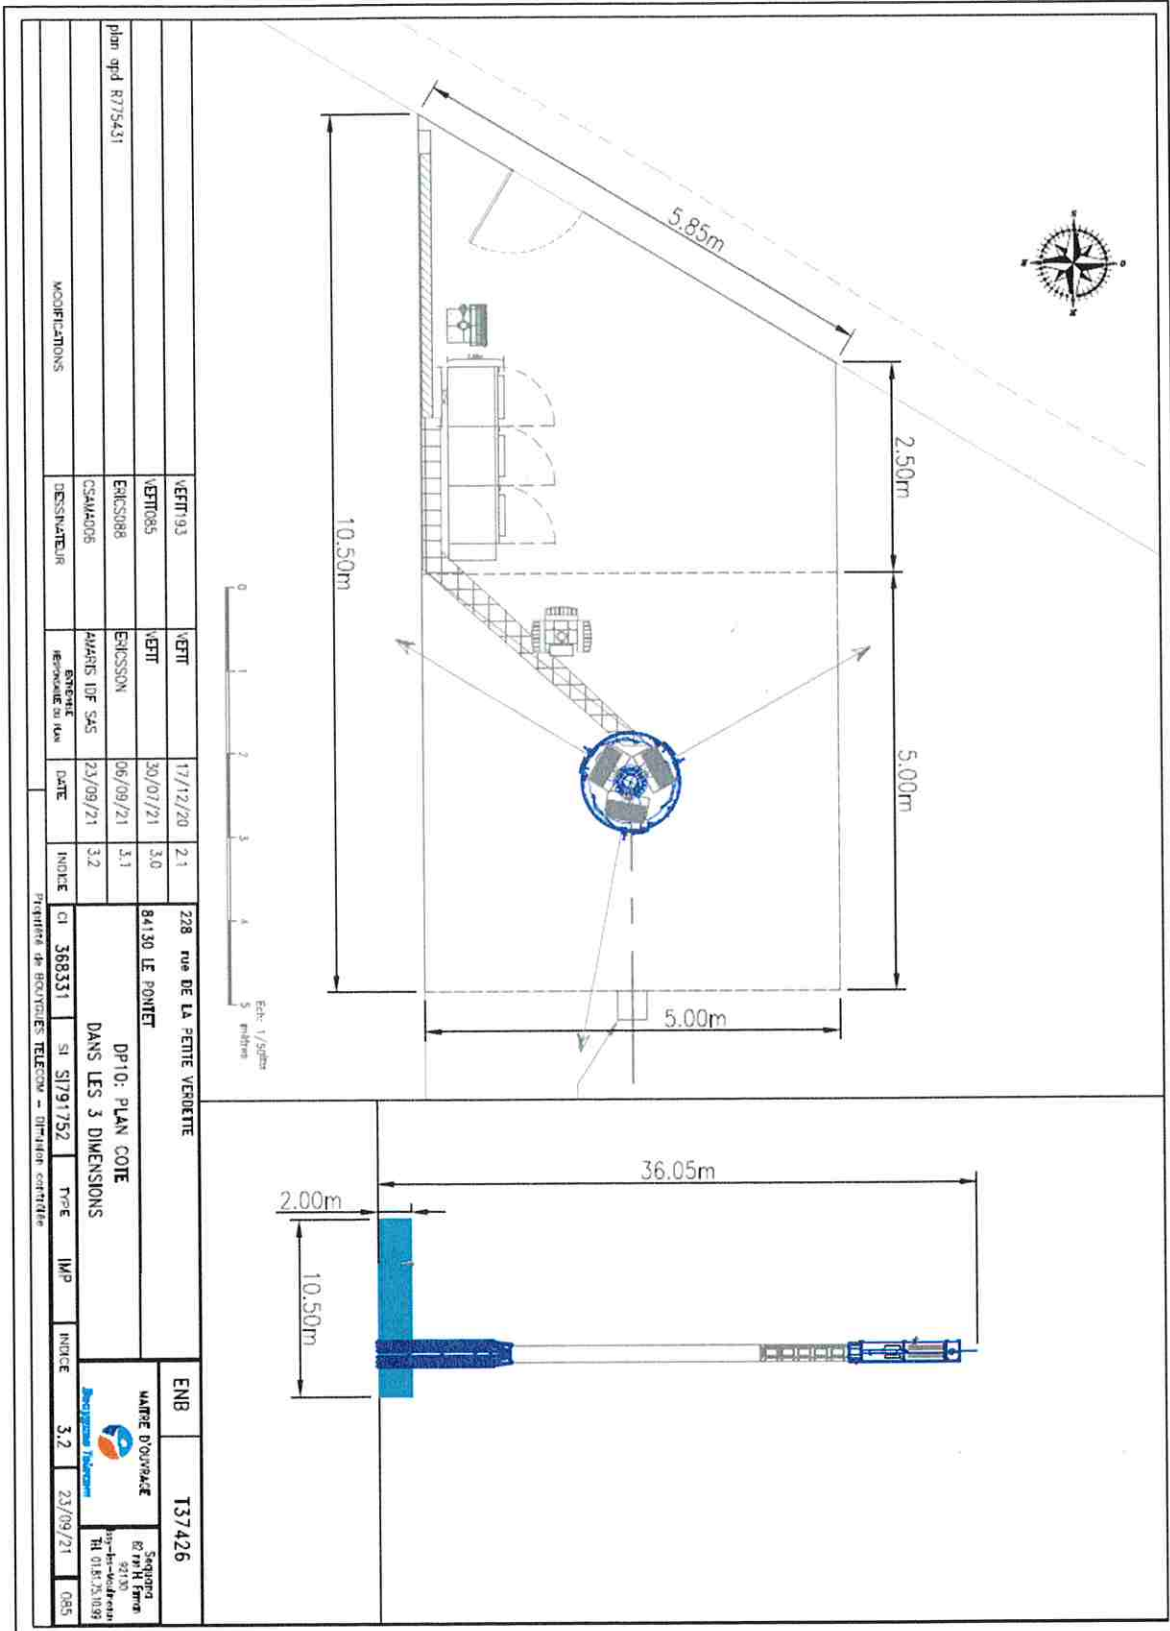 5.85m
2.50m
5.00m
10.50m
5.00m
0 1 2 3 4 5 mètres
36.05m
2.00m
10.50m
plan apd R775431
VEFIT193 VEFIT 17/12/20 2.1
VEFIT085 VEFIT 30/07/21 3.0
ERICS088 ERICSSON 06/09/21 3.1
CSAMA006 AMARIS IDF SAS 23/09/21 3.2
MODIFICATIONS DESSINATEUR ENTREPRISE RESPONSABLE DU PLAN DATE INDICE
228 rue DE LA PETITE VERDETTE
84130 LE PONTET
DP10: PLAN COTE
DANS LES 3 DIMENSIONS
ENB T37426
MAITRE D'OUVRAGE
Bouygues Telecom
Sequana
92130
CI 368331 SI SI791752 TYPE IMP INDICE 3.2 23/09/21 085
Propriété de BOUYGUES TELECOM - Diffusion contrôlée